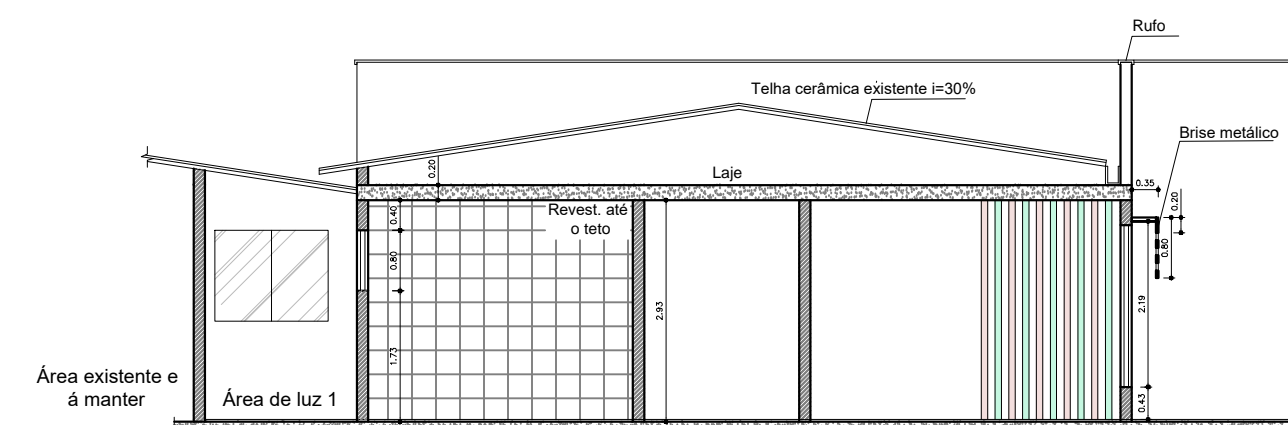 Rufo
Telha cerâmica existente i=30%
Brise metálico
0.20
Laje
0.35
0.20
0.40
Revest. até
o teto
0.80
0.80
2.93
2.19
1.73
Área existente e
á manter
Área de luz 1
0.43